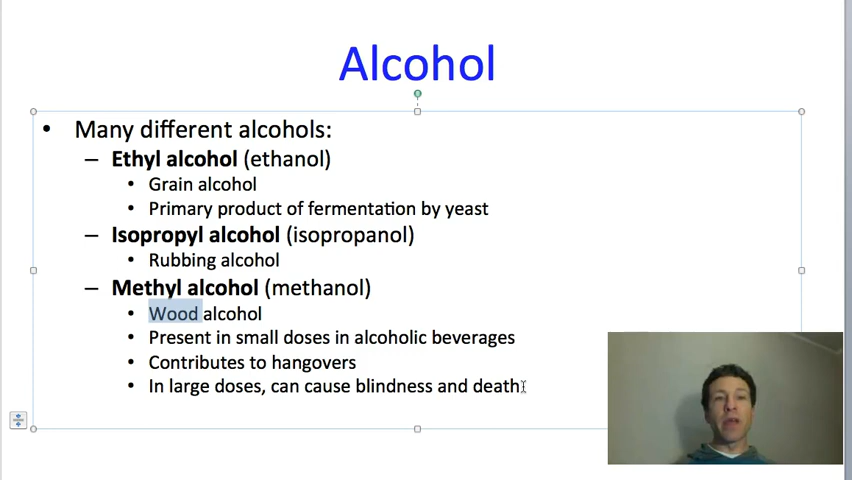 Alcohol
• Many different alcohols:
– Ethyl alcohol (ethanol)
• Grain alcohol
• Primary product of fermentation by yeast
– Isopropyl alcohol (isopropanol)
• Rubbing alcohol
– Methyl alcohol (methanol)
• Wood alcohol
• Present in small doses in alcoholic beverages
• Contributes to hangovers
• In large doses, can cause blindness and death